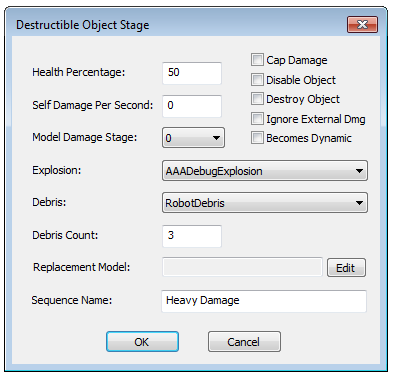 Destructible Object Stage
Health Percentage: 50
Cap Damage
Disable Object
Self Damage Per Second: 0
Destroy Object
Ignore External Dmg
Model Damage Stage: 0
Becomes Dynamic
Explosion: AAADebugExplosion
Debris: RobotDebris
Debris Count: 3
Replacement Model: Edit
Sequence Name: Heavy Damage
OK Cancel